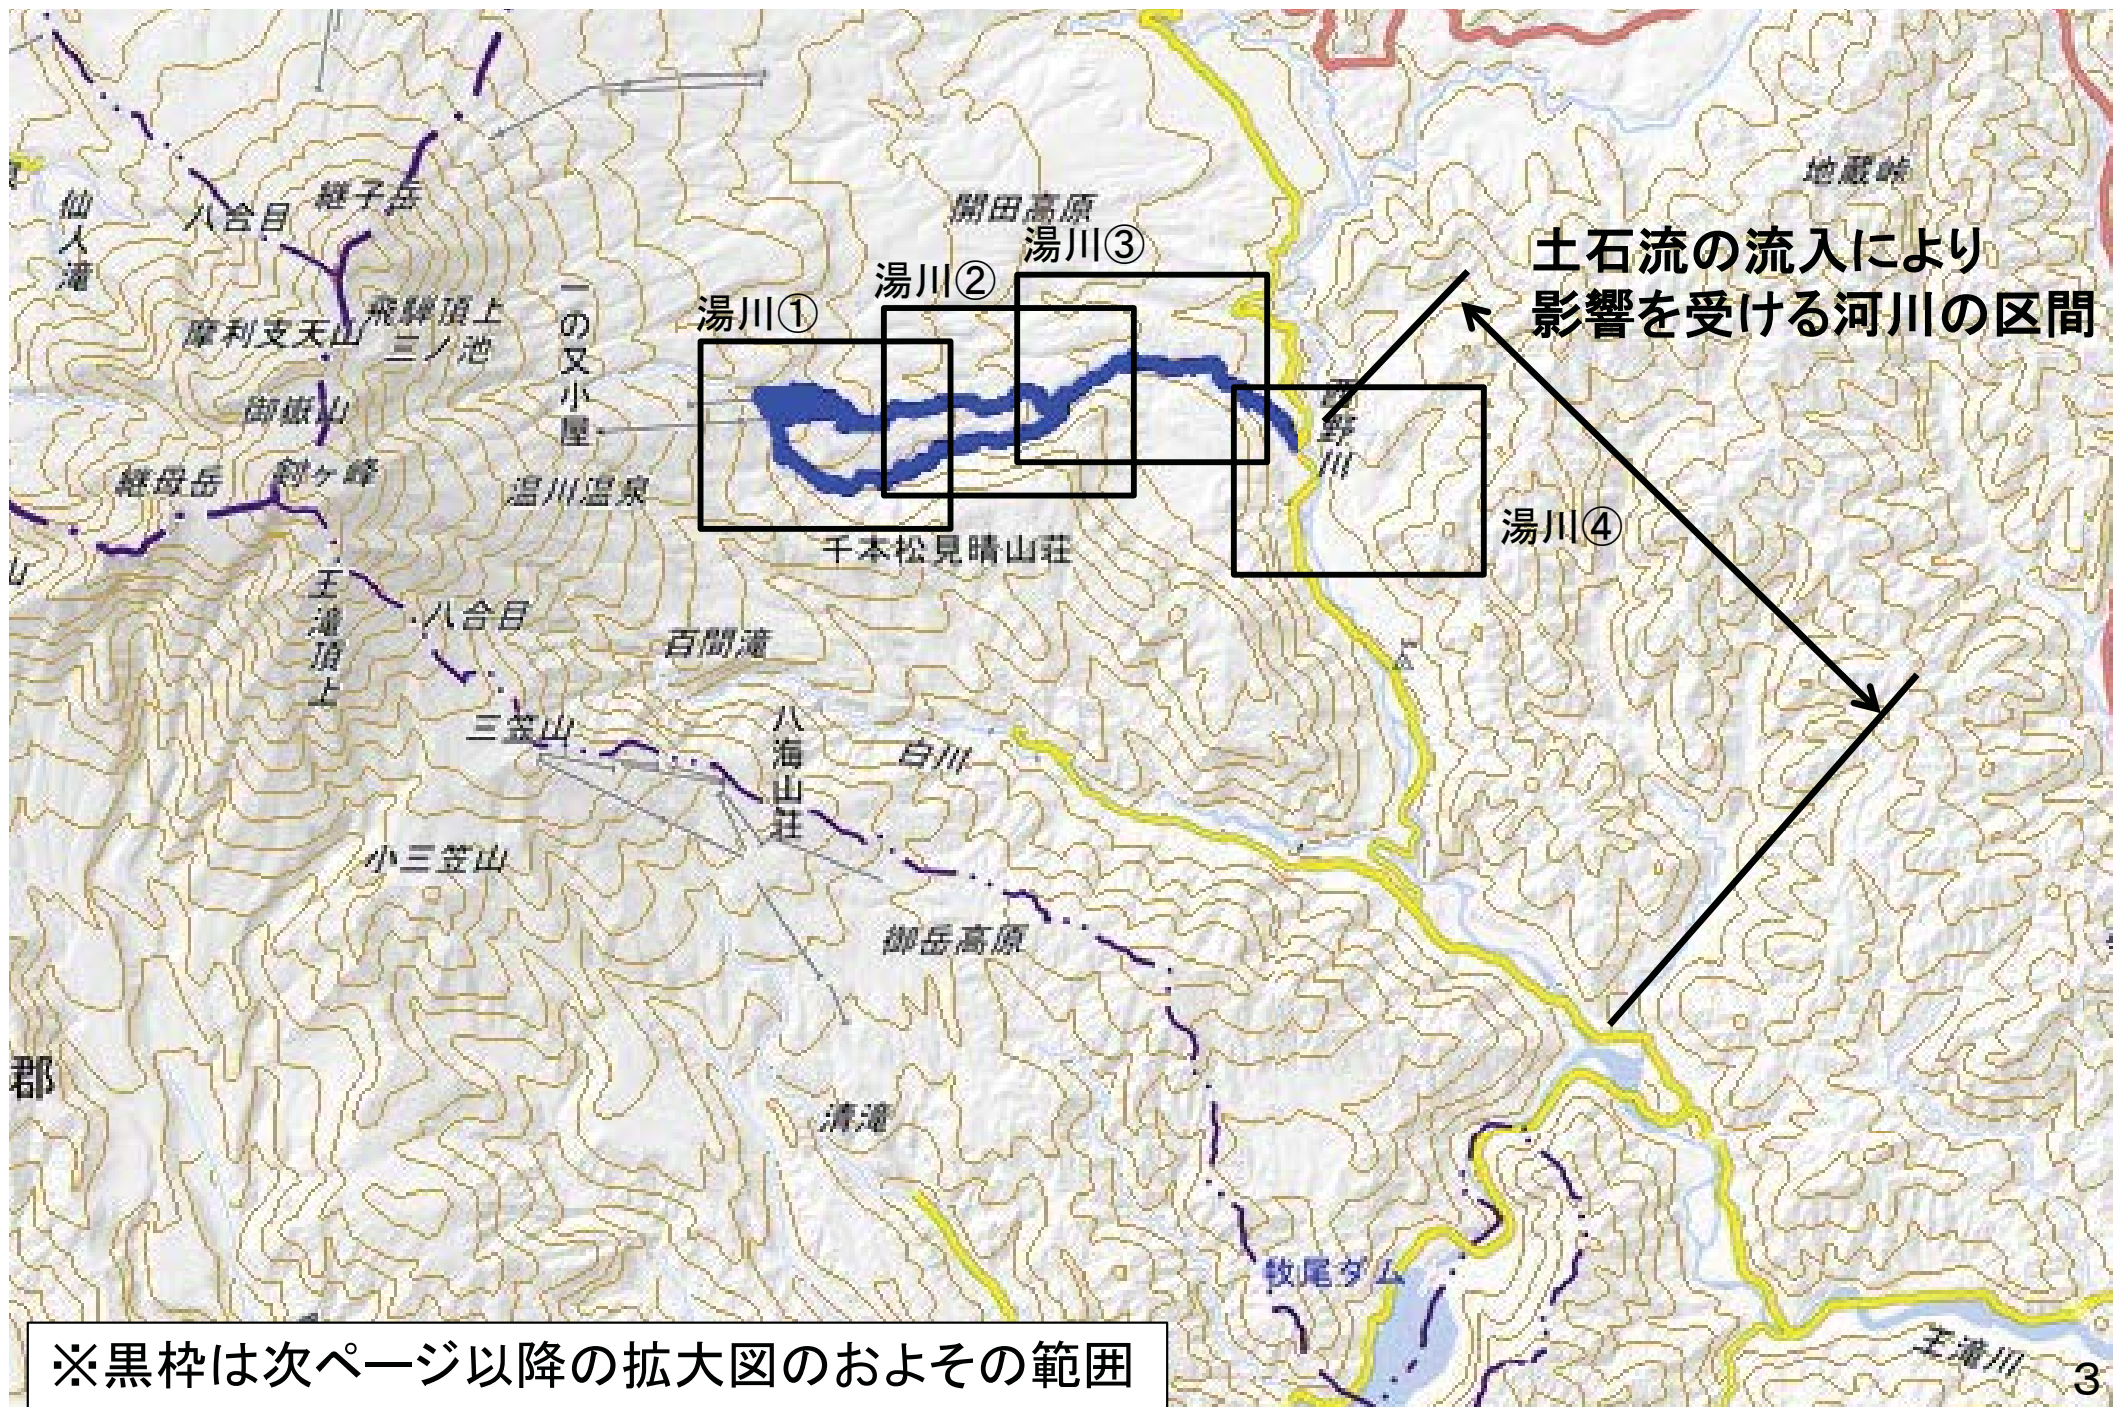 地蔵峠
仙人滝
八合目
継子岳
開田高原
湯川③
湯川②
湯川①
土石流の流入により
影響を受ける河川の区間
飛騨頂上
摩利支天山
三ノ池
一の又小屋
御嶽山
西野川
継母岳
剣ヶ峰
温川温泉
湯川④
千本松見晴山荘
王滝頂上
八合目
百間滝
三笠山
八海山荘
白川
小三笠山
御岳高原
郡
清滝
牧尾ダム
王滝川
※黒枠は次ページ以降の拡大図のおよその範囲
3